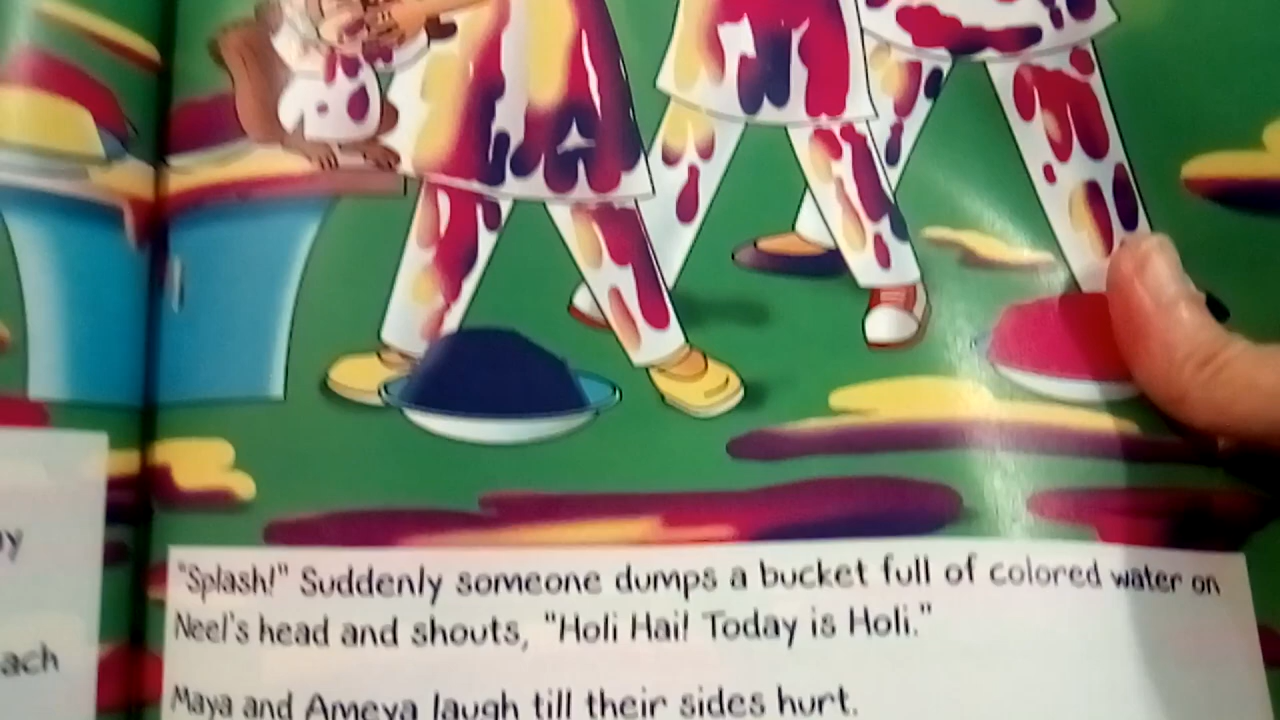 "Splash!" Suddenly someone dumps a bucket full of colored water on
Neel's head and shouts, "Holi Hai! Today is Holi."
Maya and Ameya laugh till their sides hurt.